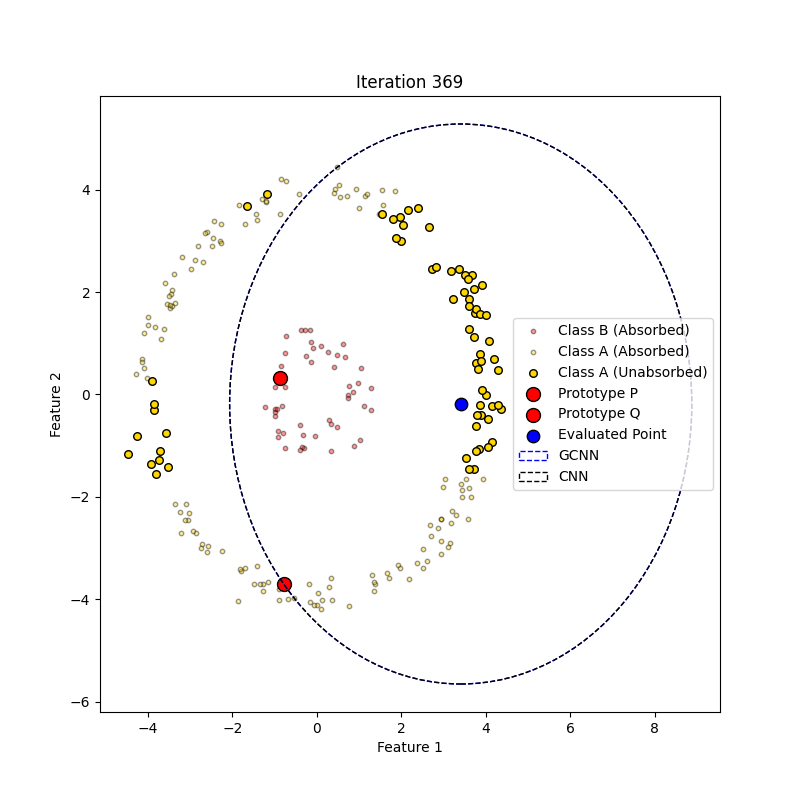 Iteration 369
Feature 2
4
2
0
−2
−4
−6
Class B (Absorbed)
Class A (Absorbed)
Class A (Unabsorbed)
Prototype P
Prototype Q
Evaluated Point
GCNN
CNN
−4 −2 0 2 4 6 8
Feature 1